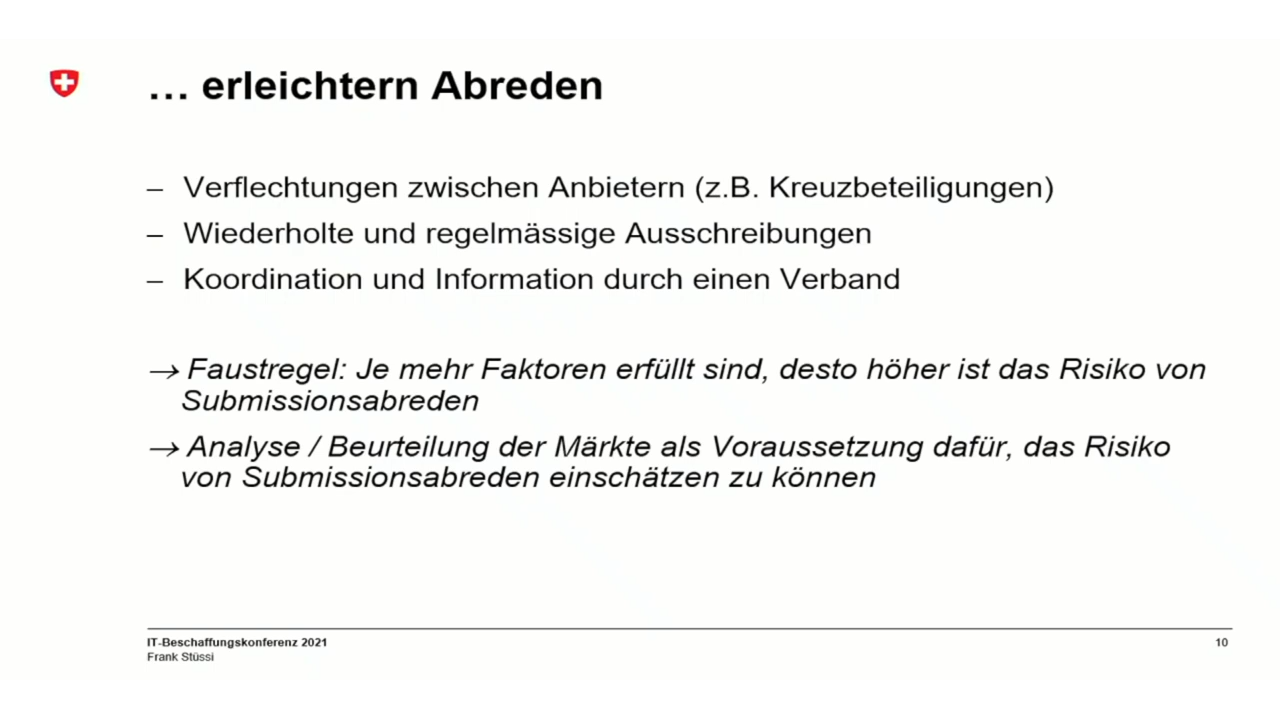 … erleichtern Abreden
– Verflechtungen zwischen Anbietern (z.B. Kreuzbeteiligungen)
– Wiederholte und regelmässige Ausschreibungen
– Koordination und Information durch einen Verband
→ Faustregel: Je mehr Faktoren erfüllt sind, desto höher ist das Risiko von
Submissionsabreden
→ Analyse / Beurteilung der Märkte als Voraussetzung dafür, das Risiko
von Submissionsabreden einschätzen zu können
IT-Beschaffungskonferenz 2021
Frank Stüssi
10